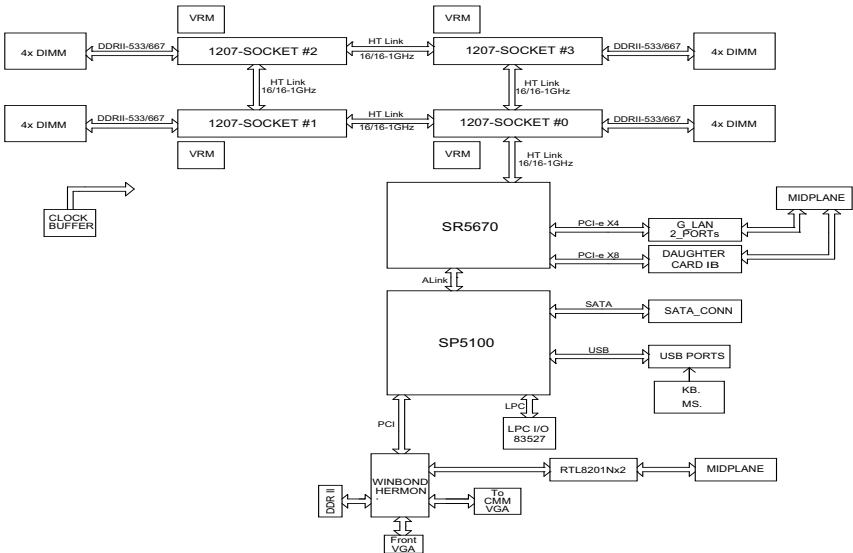 VRM
VRM
4x DIMM
DDRII-533/667
1207-SOCKET #2
HT Link
16/16-1GHz
1207-SOCKET #3
DDRII-533/667
4x DIMM
HT Link
16/16-1GHz
HT Link
16/16-1GHz
4x DIMM
DDRII-533/667
1207-SOCKET #1
HT Link
16/16-1GHz
1207-SOCKET #0
DDRII-533/667
4x DIMM
VRM
VRM
HT Link
16/16-1GHz
CLOCK
BUFFER
SR5670
MIDPLANE
PCI-e X4
G_LAN
2_PORTs
PCI-e X8
DAUGHTER
CARD IB
ALink
SP5100
SATA
SATA_CONN
USB
USB PORTS
KB.
MS.
PCI
LPC
LPC I/O
83527
WINBOND
HERMON
RTL8201Nx2
MIDPLANE
DDR II
To
CMM
VGA
Front
VGA